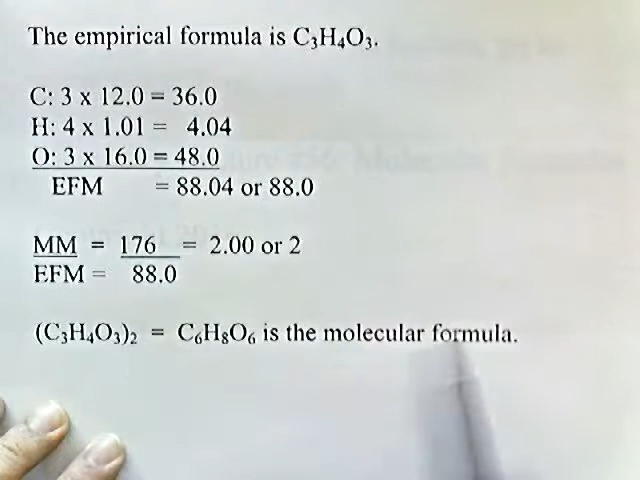 The empirical formula is C₃H₄O₃.
C: 3 x 12.0 = 36.0
H: 4 x 1.01 = 4.04
O: 3 x 16.0 = 48.0
EFM = 88.04 or 88.0
MM = 176 = 2.00 or 2
EFM = 88.0
(C₃H₄O₃)₂ = C₆H₈O₆ is the molecular formula.